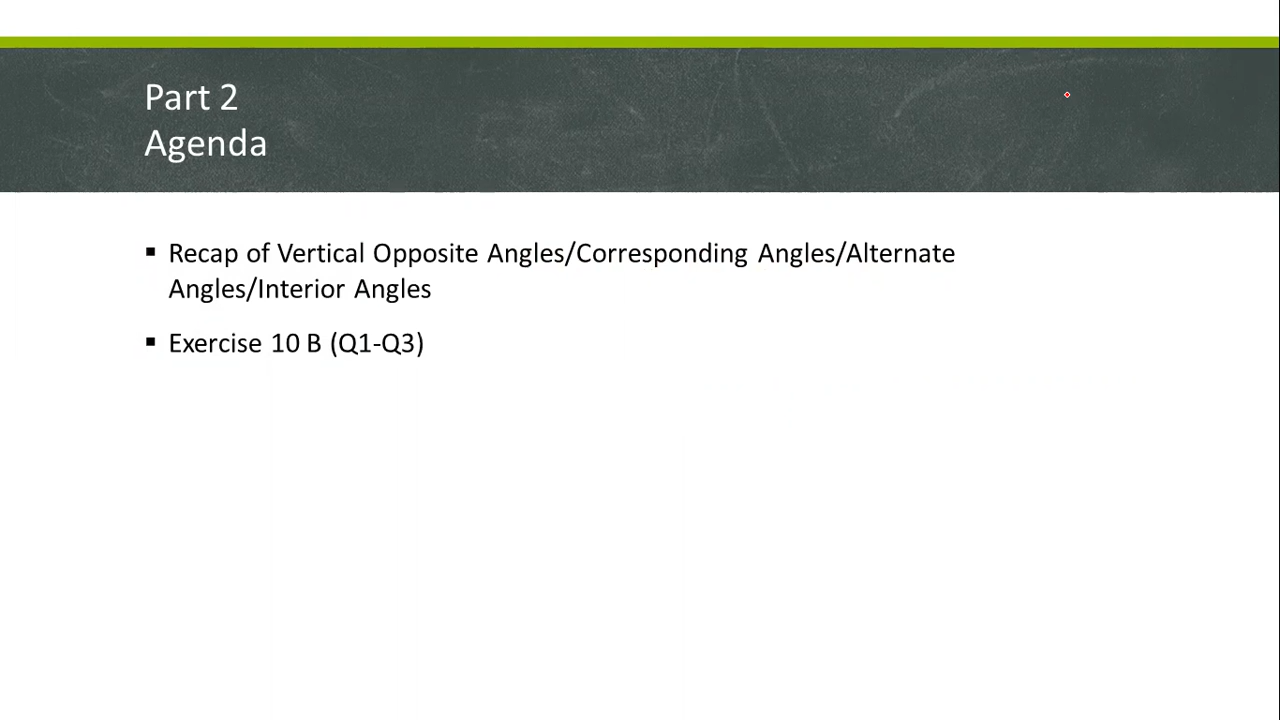 Part 2
Agenda
▪ Recap of Vertical Opposite Angles/Corresponding Angles/Alternate
Angles/Interior Angles
▪ Exercise 10 B (Q1-Q3)